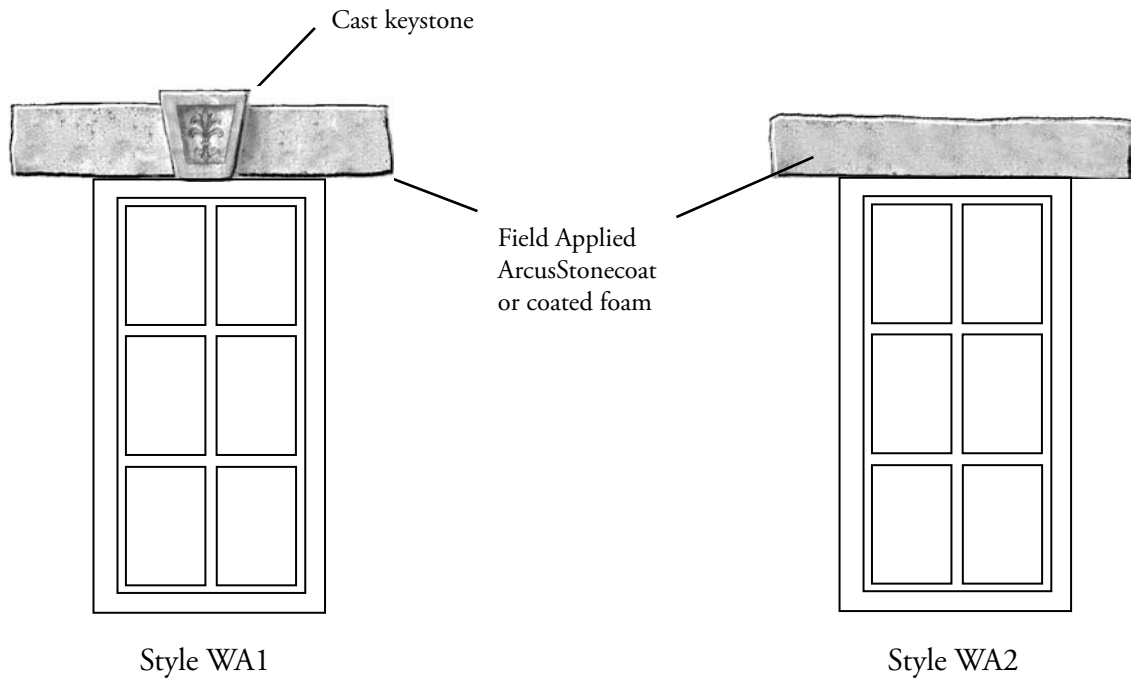 Cast keystone
Field Applied
ArcusStonecoat
or coated foam
Style WA1
Style WA2